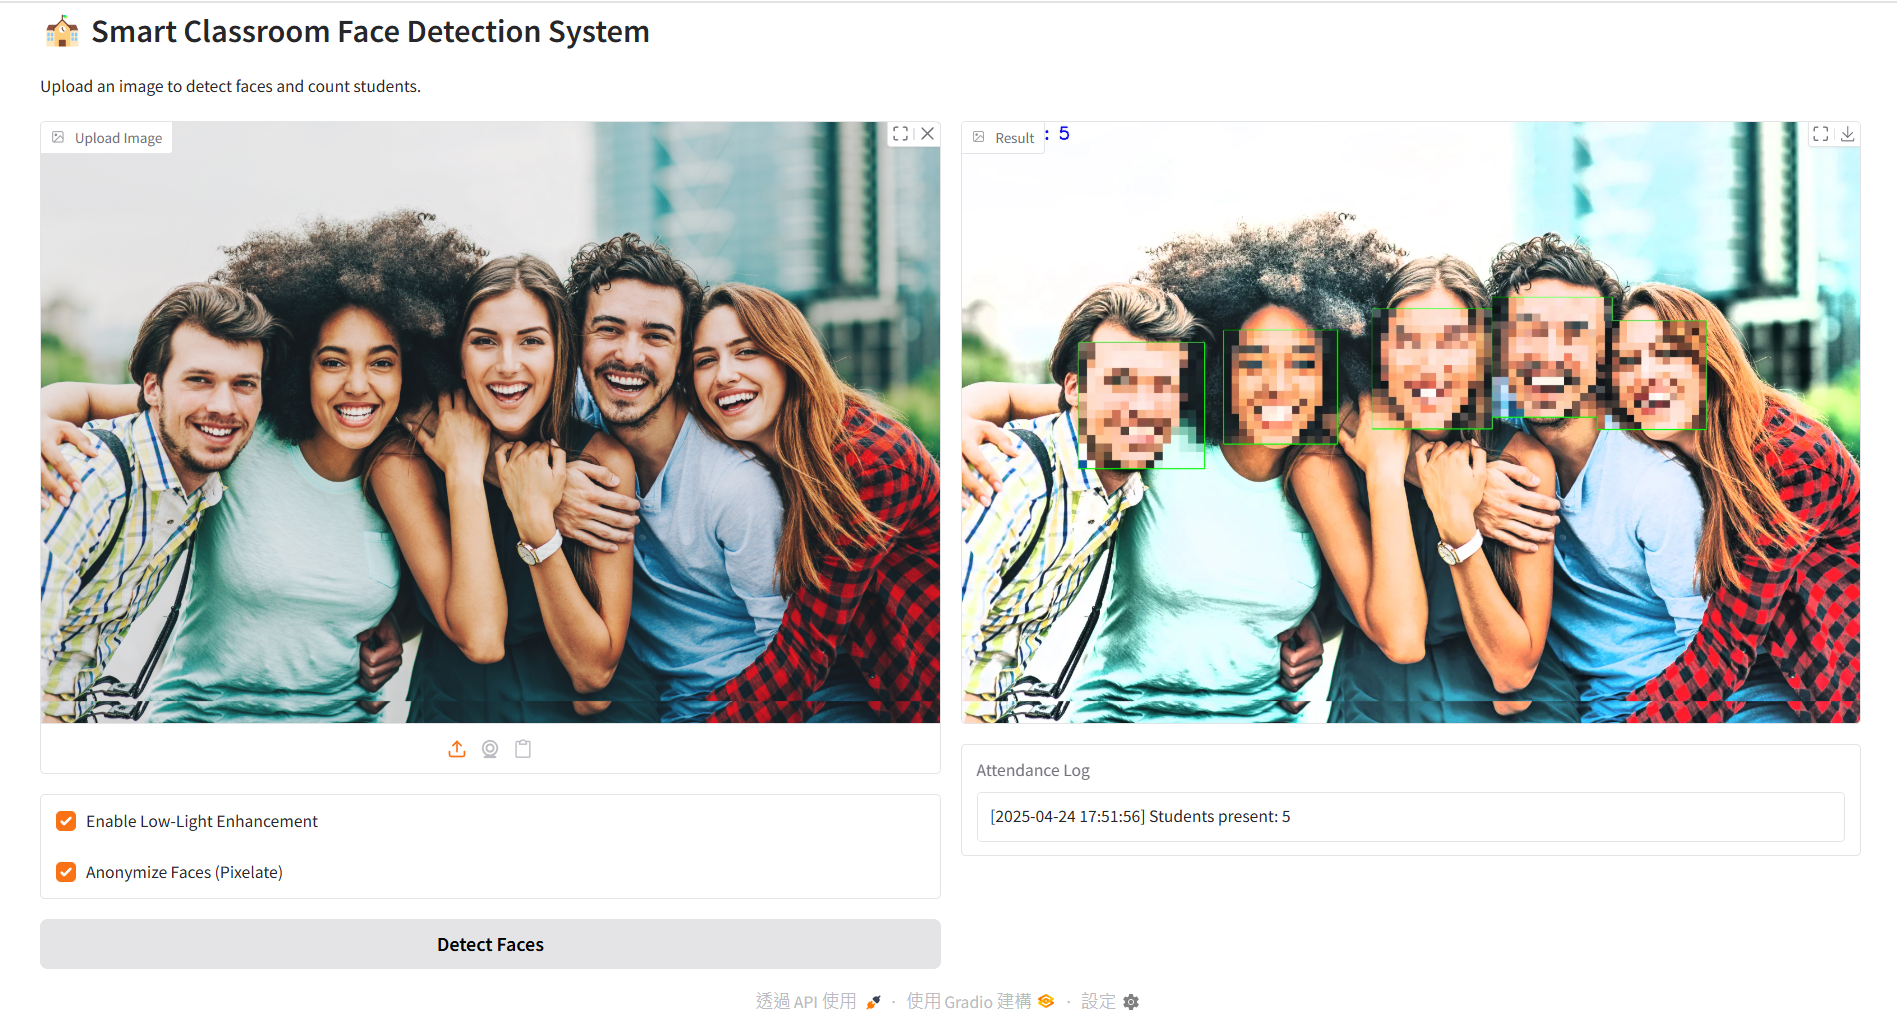 Smart Classroom Face Detection System
Upload an image to detect faces and count students.
Upload Image
Result
: 5
Enable Low-Light Enhancement
Anonymize Faces (Pixelate)
Detect Faces
Attendance Log
[2025-04-24 17:51:56] Students present: 5
透過 API 使用 · 使用 Gradio 建構 · 設定